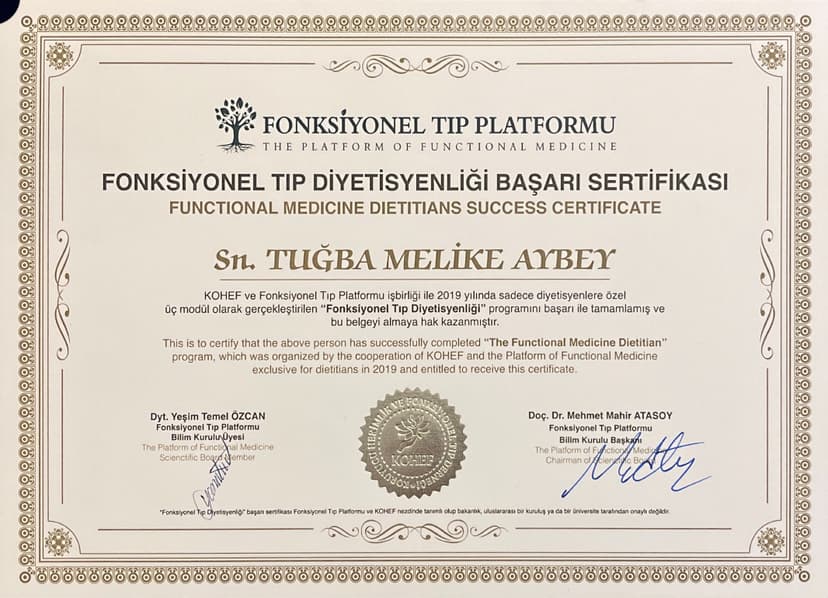 FONKSİYONEL TIP PLATFORMU
THE PLATFORM OF FUNCTIONAL MEDICINE
FONKSİYONEL TIP DİYETİSYENLİĞİ BAŞARI SERTİFİKASI
FUNCTIONAL MEDICINE DIETITIANS SUCCESS CERTIFICATE
Sn. TUĞBA MELİKE AYBEY
KOHEF ve Fonksiyonel Tıp Platformu işbirliği ile 2019 yılında sadece diyetisyenlere özel
üç modül olarak gerçekleştirilen “Fonksiyonel Tıp Diyetisyenliği” programını başarı ile tamamlamış ve
bu belgeyi almaya hak kazanmıştır.
This is to certify that the above person has successfully completed “The Functional Medicine Dietitian”
program, which was organized by the cooperation of KOHEF and the Platform of Functional Medicine
exclusive for dietitians in 2019 and entitled to receive this certificate.
Dyt. Yeşim Temel ÖZCAN
Fonksiyonel Tıp Platformu
Bilim Kurulu Üyesi
The Platform of Functional Medicine
Scientific Board Member
KOHEF
Doç. Dr. Mehmet Mahir ATASOY
Fonksiyonel Tıp Platformu
Bilim Kurulu Başkanı
The Platform of Functional Medicine
Chairman of Scientific Board
"Fonksiyonel Tıp Diyetisyenliği" başarı sertifikası Fonksiyonel Tıp Platformu ve KOHEF nezdinde tanımlı olup bakanlık, uluslararası bir kuruluş ya da bir üniversite tarafından onaylı değildir.